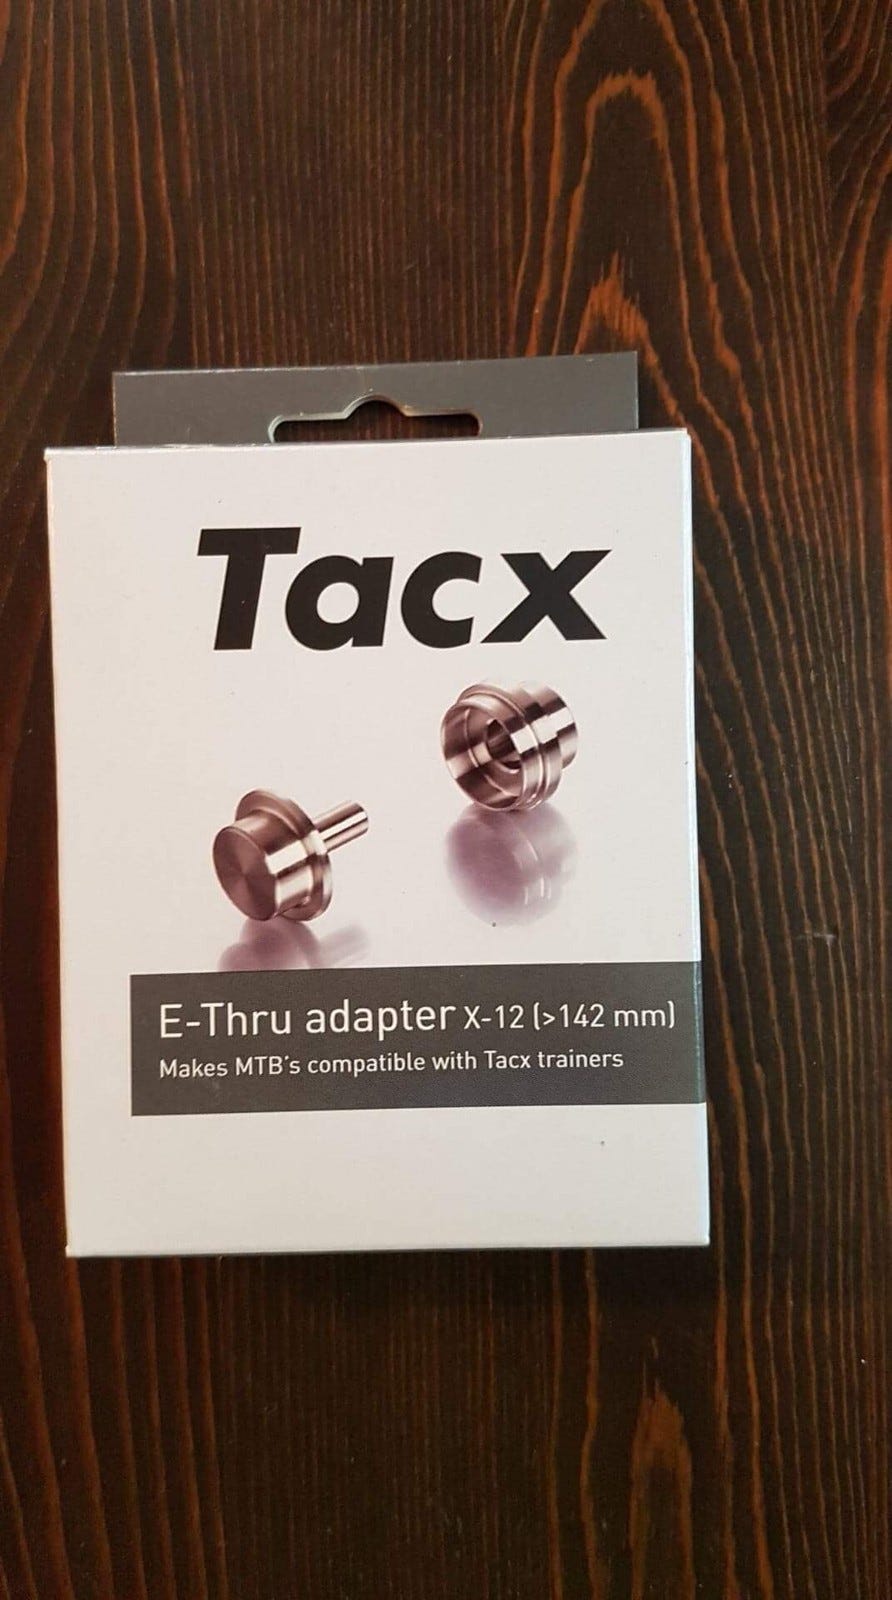 Tacx
E-Thru adapter X-12 (>142 mm)
Makes MTB's compatible with Tacx trainers